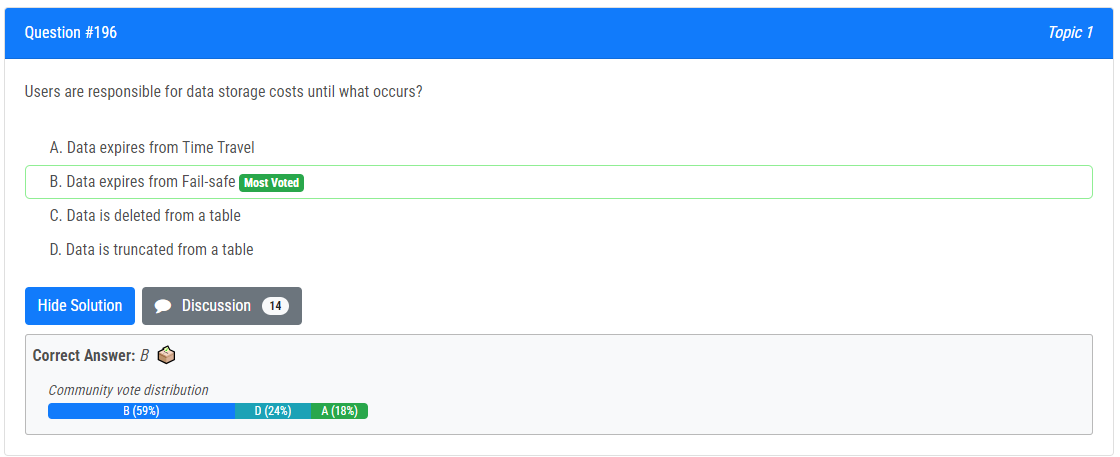 Question #196 Topic 1
Users are responsible for data storage costs until what occurs?
A. Data expires from Time Travel
B. Data expires from Fail-safe Most Voted
C. Data is deleted from a table
D. Data is truncated from a table
Hide Solution Discussion 14
Correct Answer: B
Community vote distribution
B (59%) D (24%) A (18%)